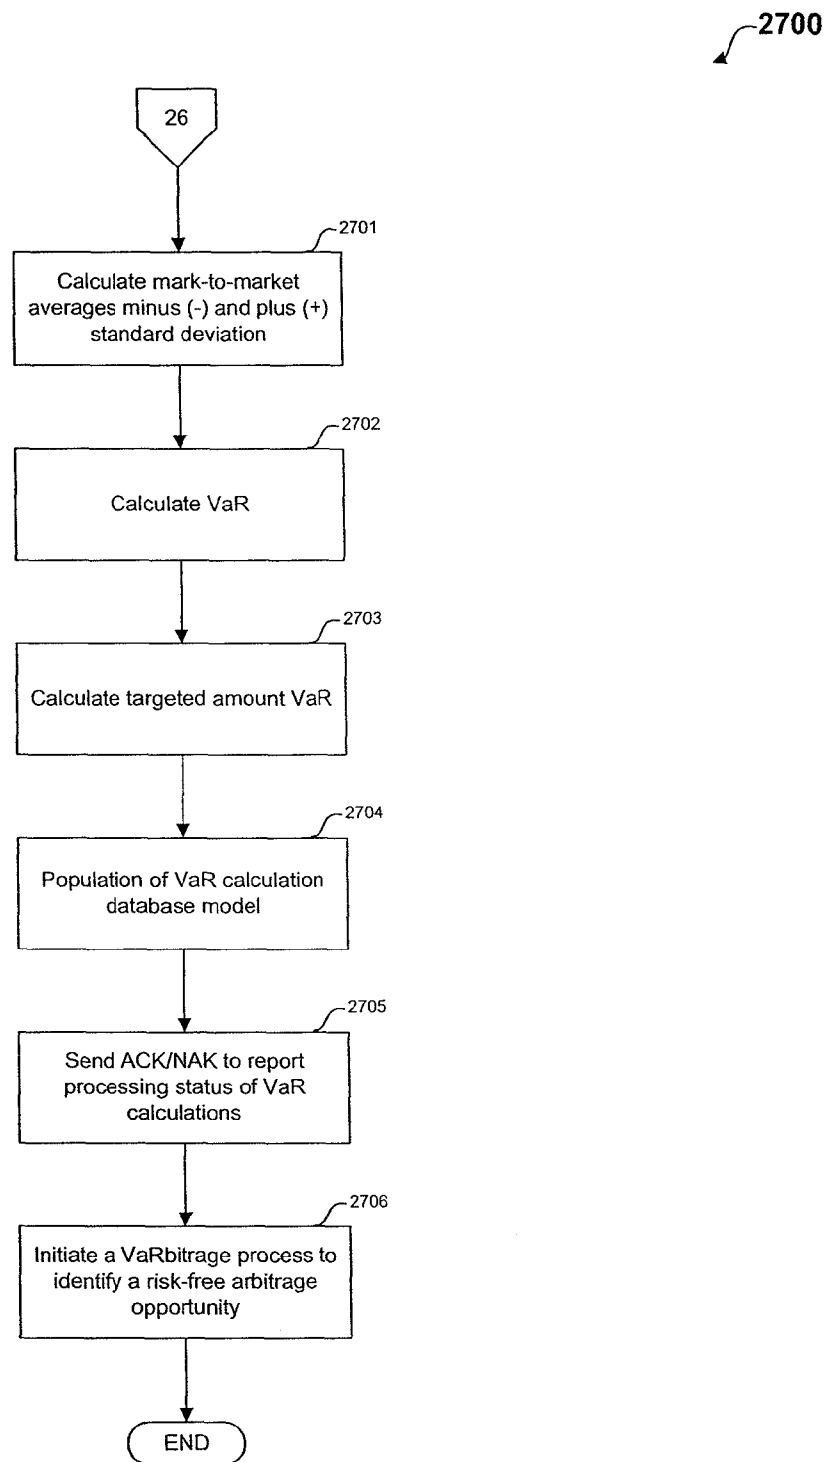 2700
26
2701
Calculate mark-to-market
averages minus (-) and plus (+)
standard deviation
2702
Calculate VaR
2703
Calculate targeted amount VaR
2704
Population of VaR calculation
database model
2705
Send ACK/NAK to report
processing status of VaR
calculations
2706
Initiate a VaRbitrage process to
identify a risk-free arbitrage
opportunity
END